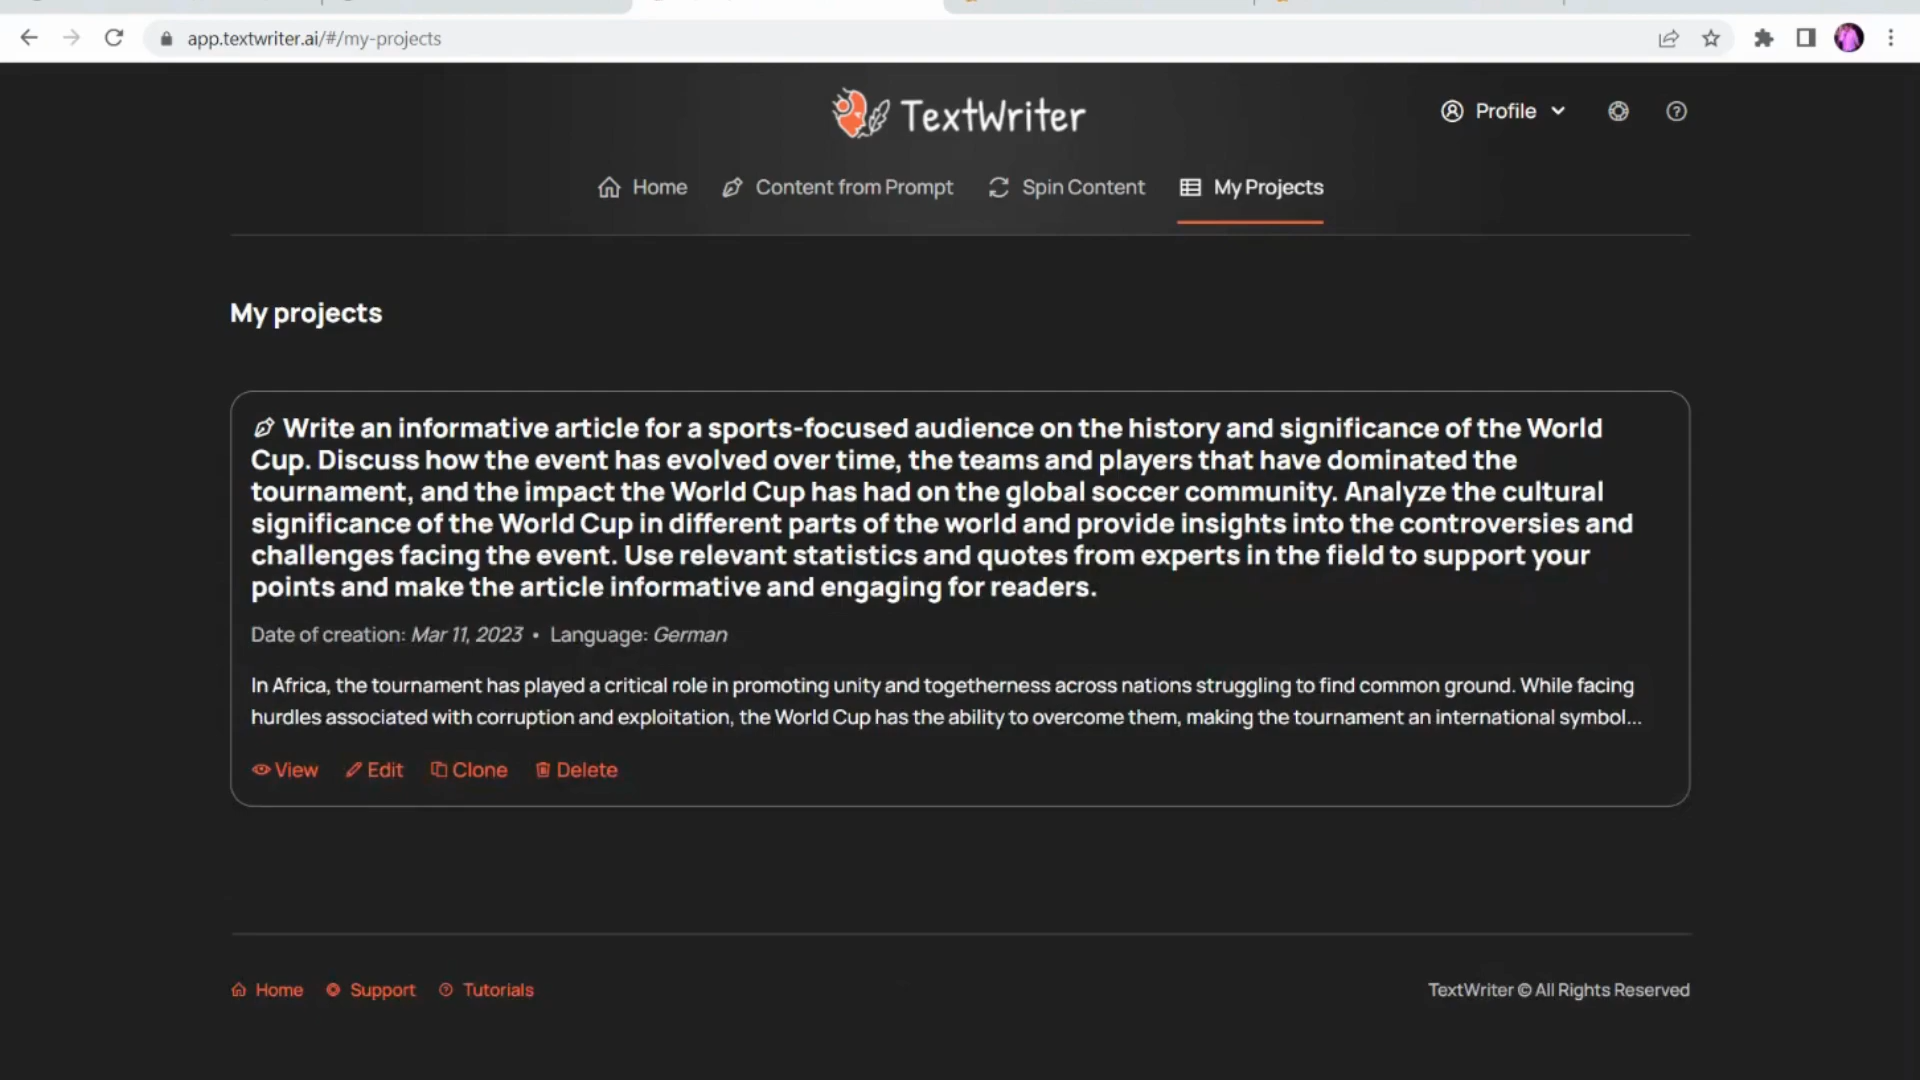 app.textwriter.ai/#/my-projects
TextWriter
Profile
Home
Content from Prompt
Spin Content
My Projects
My projects
Write an informative article for a sports-focused audience on the history and significance of the World
Cup. Discuss how the event has evolved over time, the teams and players that have dominated the
tournament, and the impact the World Cup has had on the global soccer community. Analyze the cultural
significance of the World Cup in different parts of the world and provide insights into the controversies and
challenges facing the event. Use relevant statistics and quotes from experts in the field to support your
points and make the article informative and engaging for readers.
Date of creation: Mar 11, 2023 • Language: German
In Africa, the tournament has played a critical role in promoting unity and togetherness across nations struggling to find common ground. While facing
hurdles associated with corruption and exploitation, the World Cup has the ability to overcome them, making the tournament an international symbol...
View Edit Clone Delete
Home Support Tutorials
TextWriter © All Rights Reserved